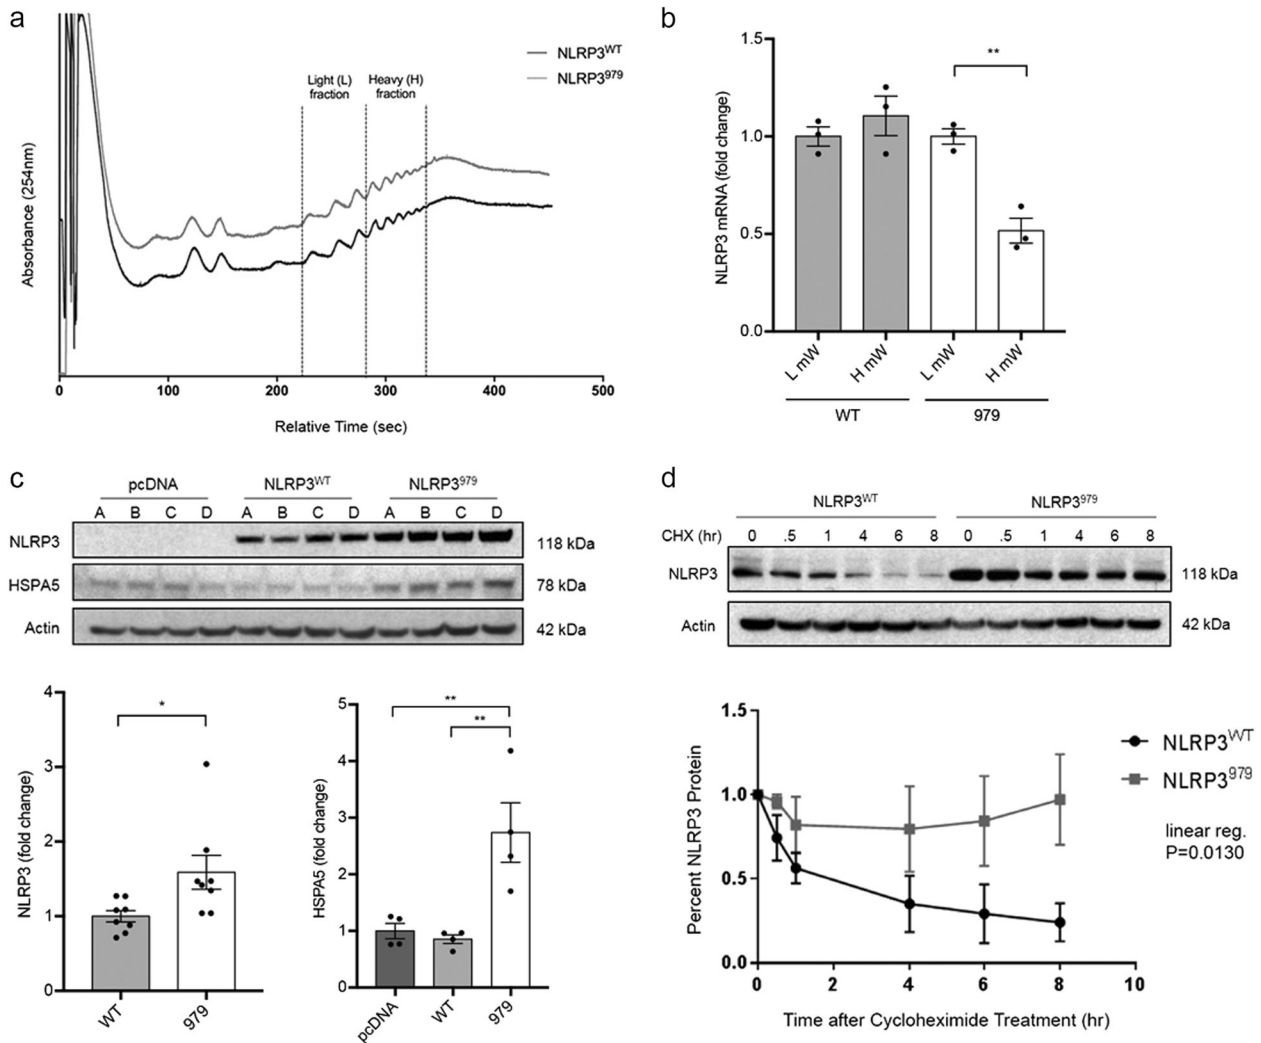 a
NLRP3WT
NLRP3979
Light (L)
fraction
Heavy (H)
fraction
Absorbance (254nm)
0 100 200 300 400 500
Relative Time (sec)
b
**
1.5
1.0
0.5
0.0
NLRP3 mRNA (fold change)
L mW H mW L mW H mW
WT 979
c
pcDNA NLRP3WT NLRP3979
A B C D A B C D A B C D
NLRP3 118 kDa
HSPA5 78 kDa
Actin 42 kDa
4
3
2
1
0
NLRP3 (fold change)
*
WT 979
5
4
3
2
1
0
HSPA5 (fold change)
**
**
pcDNA WT 979
d
NLRP3WT NLRP3979
CHX (hr) 0 .5 1 4 6 8 0 .5 1 4 6 8
NLRP3 118 kDa
Actin 42 kDa
1.5
1.0
0.5
0.0
Percent NLRP3 Protein
0 2 4 6 8 10
Time after Cycloheximide Treatment (hr)
NLRP3WT
NLRP3979
linear reg.
P=0.0130